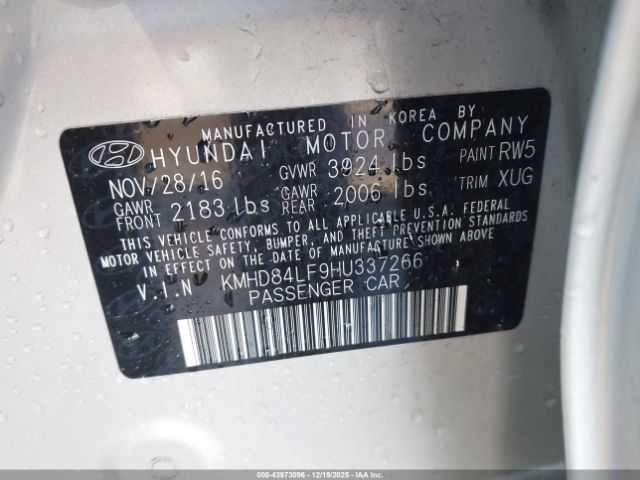 MANUFACTURED IN KOREA BY
HYUNDAI MOTOR COMPANY
NOV/28/16 GVWR 3924 lbs PAINT RW5
GAWR FRONT 2183 lbs GAWR REAR 2006 lbs. TRIM XUG
THIS VEHICLE CONFORMS TO ALL APPLICABLE U.S.A. FEDERAL
MOTOR VEHICLE SAFETY, BUMPER, AND THEFT PREVENTION STANDARDS
IN EFFECT ON THE DATE OF MANUFACTURE SHOWN ABOVE.
V.I.N KMHD84LF9HU337266
PASSENGER CAR
000-43973096 - 12/19/2025 - IAAI.COM